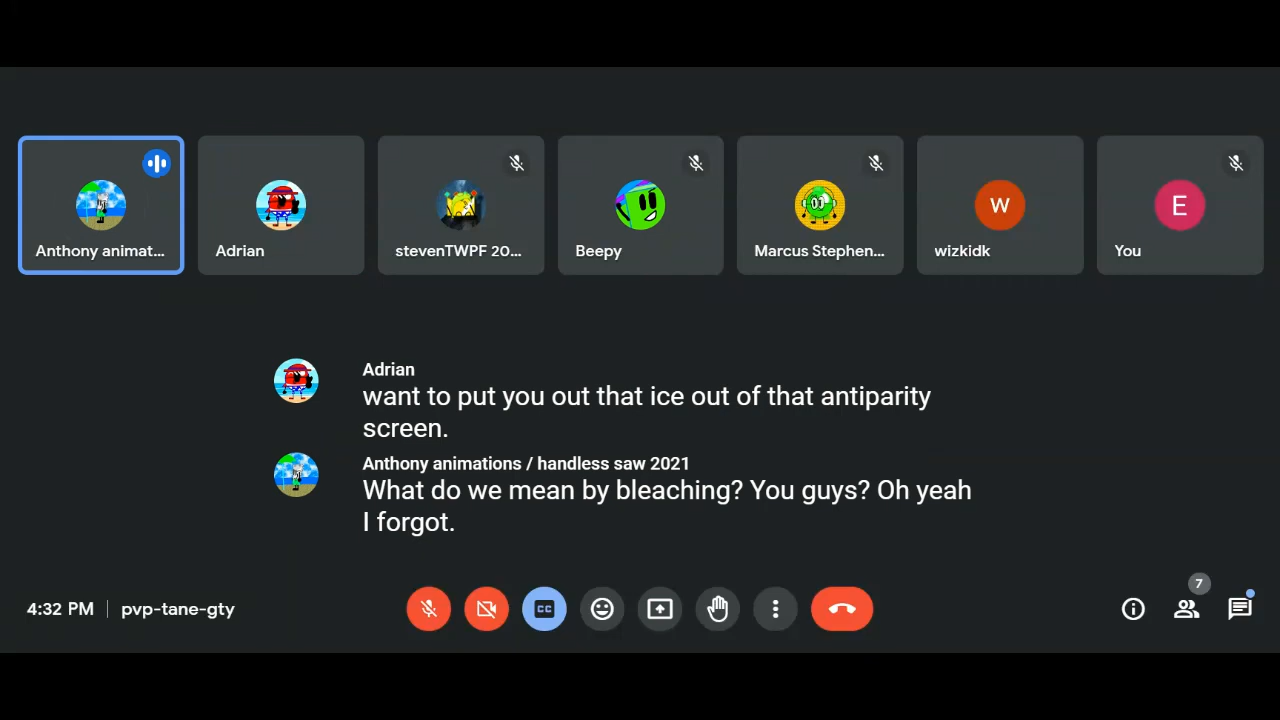 Anthony animat...
Adrian
stevenTWPF 20...
Beepy
Marcus Stephen...
W
wizkidk
E
You
Adrian
want to put you out that ice out of that antiparity
screen.
Anthony animations / handless saw 2021
What do we mean by bleaching? You guys? Oh yeah
I forgot.
4:32 PM | pvp-tane-gty
CC
7